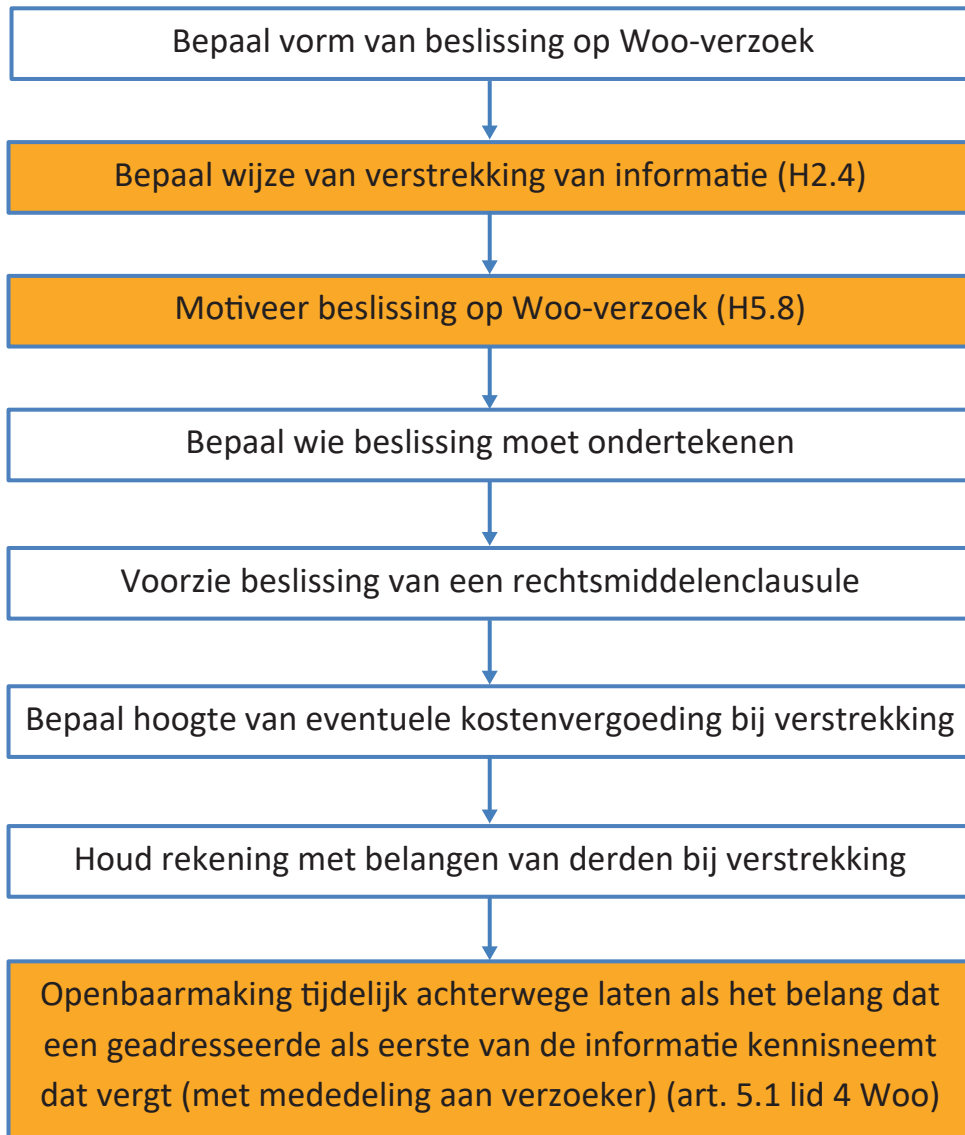 Bepaal vorm van beslissing op Woo-verzoek
Bepaal wijze van verstrekking van informatie (H2.4)
Motiveer beslissing op Woo-verzoek (H5.8)
Bepaal wie beslissing moet ondertekenen
Voorzie beslissing van een rechtsmiddelenclausule
Bepaal hoogte van eventuele kostenvergoeding bij verstrekking
Houd rekening met belangen van derden bij verstrekking
Openbaarmaking tijdelijk achterwege laten als het belang dat
een geadresseerde als eerste van de informatie kennisneemt
dat vergt (met mededeling aan verzoeker) (art. 5.1 lid 4 Woo)